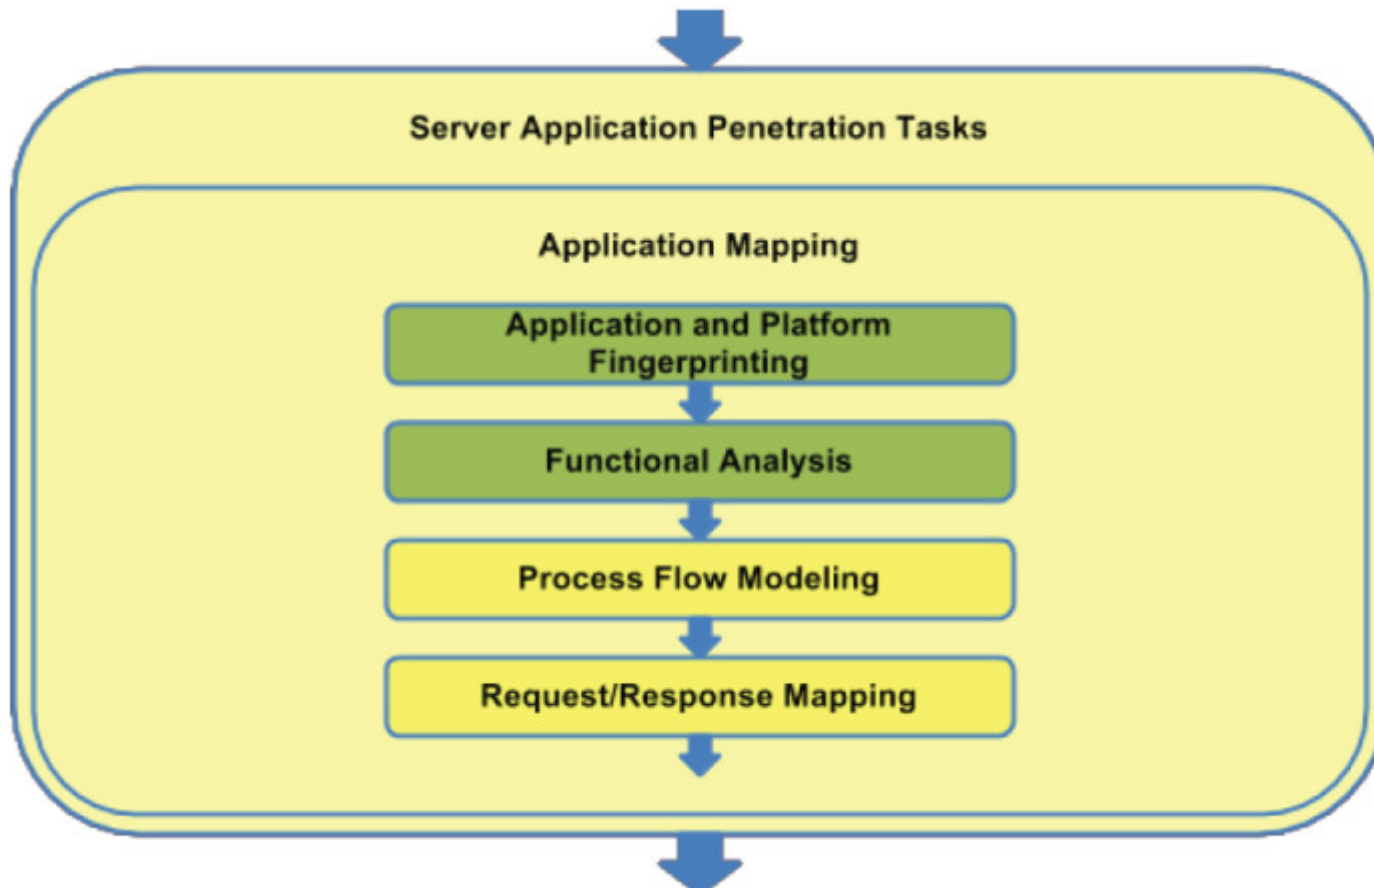 Server Application Penetration Tasks
Application Mapping
Application and Platform
Fingerprinting
Functional Analysis
Process Flow Modeling
Request/Response Mapping